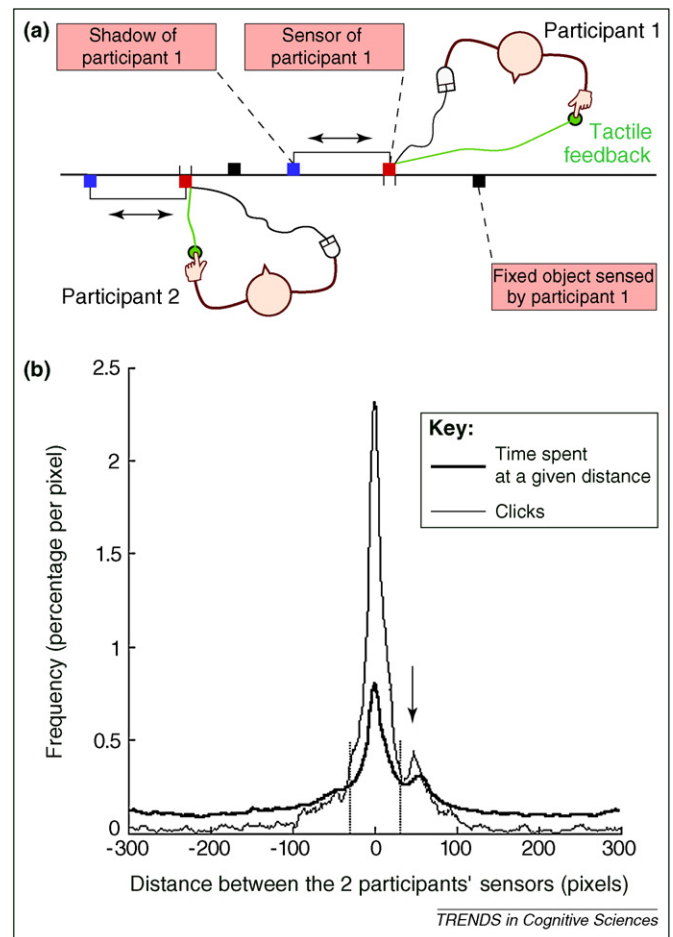 (a)
Shadow of
participant 1
Sensor of
participant 1
Participant 1
Tactile
feedback
Participant 2
Fixed object sensed
by participant 1
(b)
Frequency (percentage per pixel)
2.5
2
1.5
1
0.5
0
-300
-200
-100
0
100
200
300
Distance between the 2 participants' sensors (pixels)
Key:
Time spent
at a given distance
Clicks
TRENDS in Cognitive Sciences